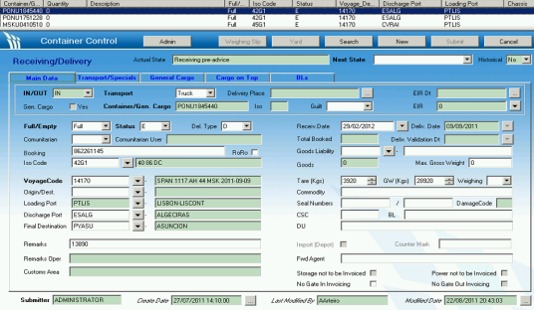 Container/G... Quantity Description Full/... Iso Code Status Voyage_De... Discharge Port Loading Port Chassis
PONU1845440 0 Full 42G1 E 14170 ESALG PTLIS
PONU1751228 0 Full 42G1 E 14170 ESALG PTLIS
MSKU0410510 0 Full 45G1 E 14170 CVRAI PTLIS
Container Control Admin Weighing Slip Yard Search New Submit Cancel
Receiving/Delivery Actual State Receiving pre-advice Next State Historical No
Main Data Transport/Specials General Cargo Cargo on Top BLs
IN/OUT IN Transport Truck Delivery Place ... EIR Dt ...
Gen. Cargo Yes Container/Gen. Cargo PONU1845440 Iso Guilt EIR 0
Full/Empty Full Status E Del. Type D Receiv.Date 29/02/2012 Deliv. Date 09/09/2011
Comunitarian Comunitarian User Total Booked 0 Deliv. Validation Dt
Booking 862261145 RoRo Goods Liability -
Iso Code 42G1 40 86 DC Goods 0 Max. Gross Weight 0
VoyageCode 14170 - SPAN 1117 AH 44 MSK 2011-09-09 Tare (Kgs) 3920 GW (Kgs) 28920 Weighing
Origin/Dest. - Commodity
Loading Port PTLIS - LISBON-LISCONT Seal Numbers / DamageCode
Discharge Port ESALG - ALGECIRAS CSC BL
Final Destination PYASU - ASUNCION DU
Remarks 13890 Import (Depot) Counter Mark
Remarks Oper Fwd Agent
Customs Area Storage not to be Invoiced Power not to be Invoiced
No Gate In Invoicing No Gate Out Invoicing
Submitter ADMINISTRATOR Create Date 27/07/2011 14:10:00 ... Last Modified By AArteiro Modified Date 22/08/2011 20:43:03 ...